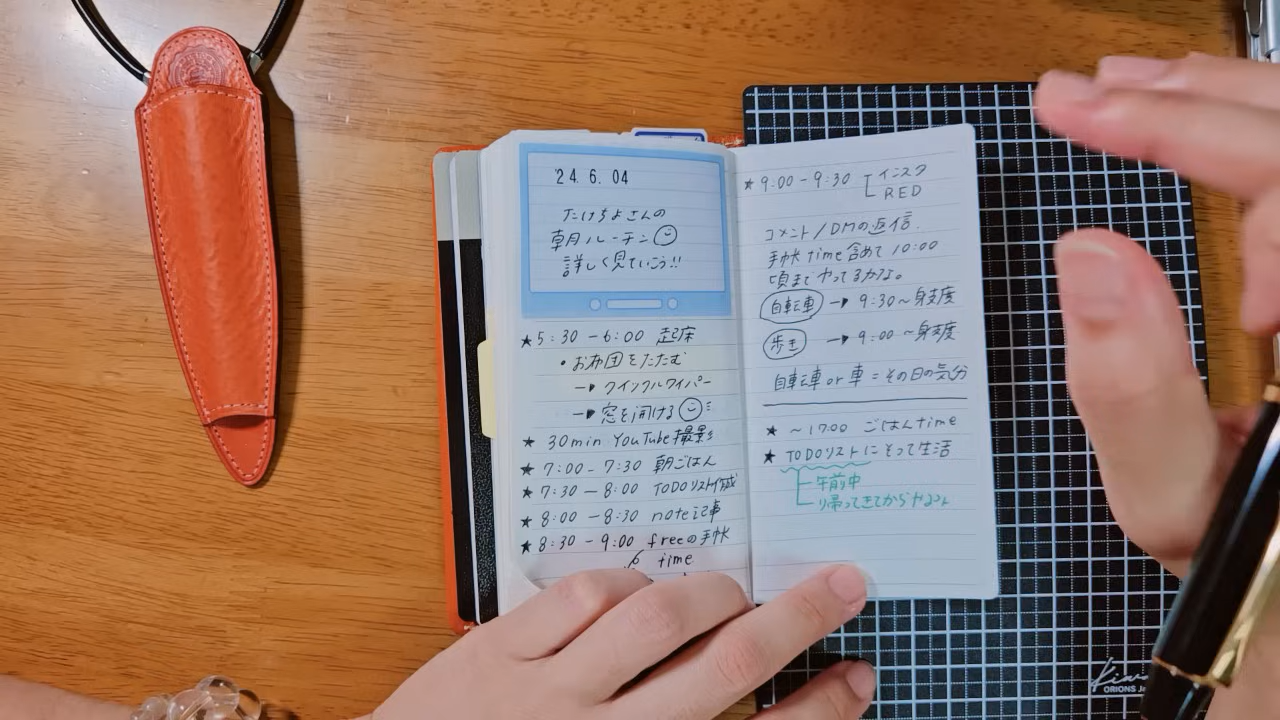 '24. 6. 04
たけちよさんの
朝ルーチン
詳しく見ていこう!!
★5:30-6:00 起床
・お布団をたたむ
→クイックルワイパー
→窓を開ける
★30min YouTube撮影
★7:00-7:30 朝ごはん
★7:30-8:00 TODOリスト作成
★8:00-8:30 note記事
★8:30-9:00 freeの手帳
time
★9:00-9:30 インスタ
RED
コメント/DMの返信.
手帳time含めて10:00
頃までやってるかな。
自転車→9:30~身支度
歩き→9:00~身支度
自転車or車=その日の気分
★~17:00 ごはんtime
★TODOリストにそって生活
午前中
帰ってきてからやること
ORIONS